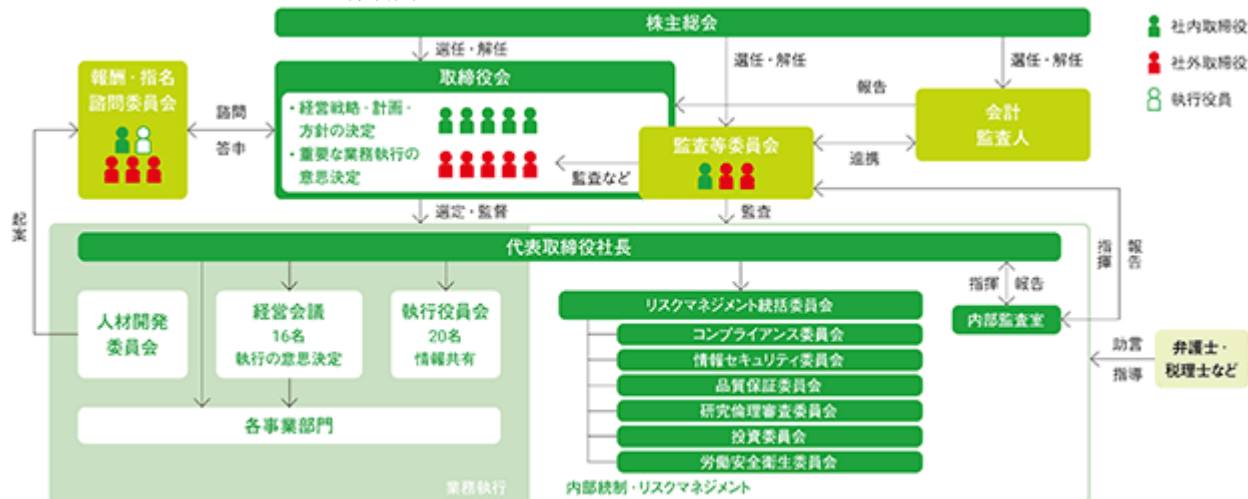 株主総会
社内取締役
社外取締役
執行役員
選任・解任
選任・解任
選任・解任
報酬・指名
諮問委員会
諮問
答申
取締役会
・経営戦略・計画・
方針の決定
・重要な業務執行の
意思決定
報告
会計
監査人
監査等委員会
連携
監査など
選定・監督
監査
起案
代表取締役社長
指揮
報告
指揮
報告
人材開発
委員会
経営会議
16名
執行の意思決定
執行役員会
20名
情報共有
リスクマネジメント統括委員会
コンプライアンス委員会
情報セキュリティ委員会
品質保証委員会
研究倫理審査委員会
投資委員会
労働安全衛生委員会
内部監査室
助言
指導
弁護士・
税理士など
各事業部門
業務執行
内部統制・リスクマネジメント